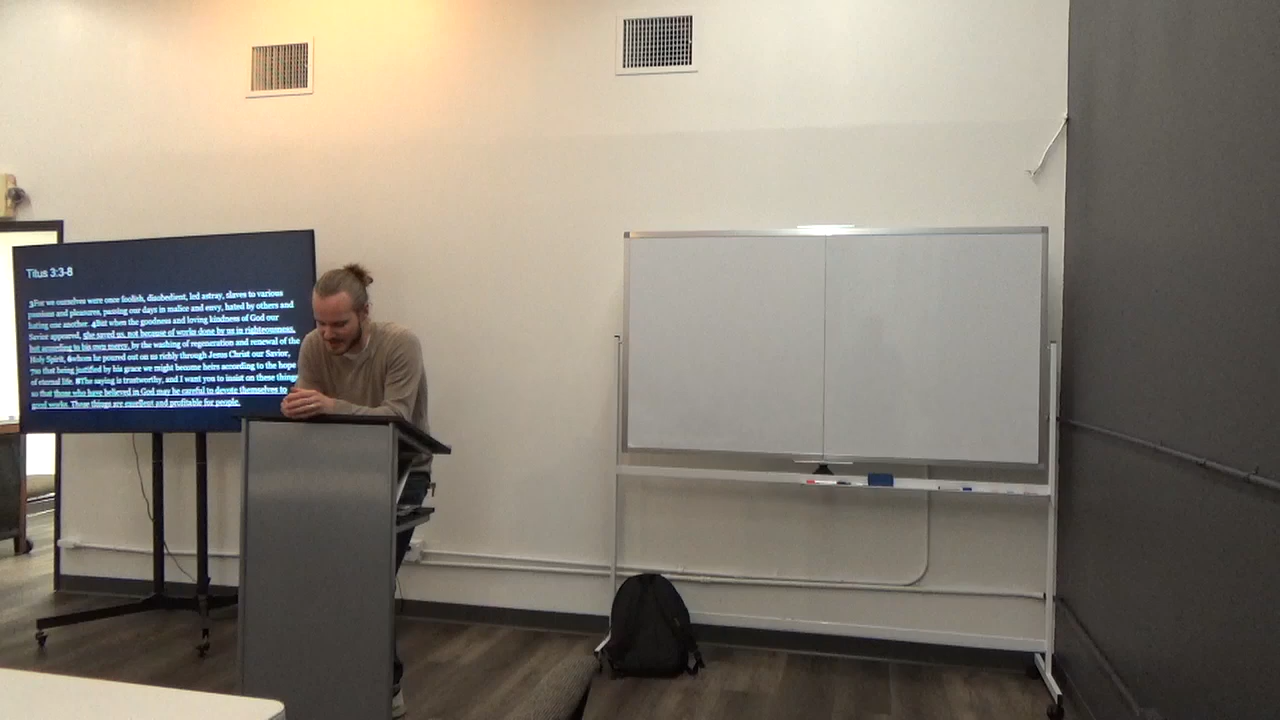 Titus 3:3-8
3For we ourselves were once foolish, disobedient, led astray, slaves to various
passions and pleasures, passing our days in malice and envy, hated by others and
hating one another. 4But when the goodness and loving kindness of God our
Savior appeared, 5he saved us, not because of works done by us in righteousness,
but according to his own mercy, by the washing of regeneration and renewal of the
Holy Spirit, 6whom he poured out on us richly through Jesus Christ our Savior,
7so that being justified by his grace we might become heirs according to the hope
of eternal life. 8The saying is trustworthy, and I want you to insist on these things,
so that those who have believed in God may be careful to devote themselves to
good works. These things are excellent and profitable for people.